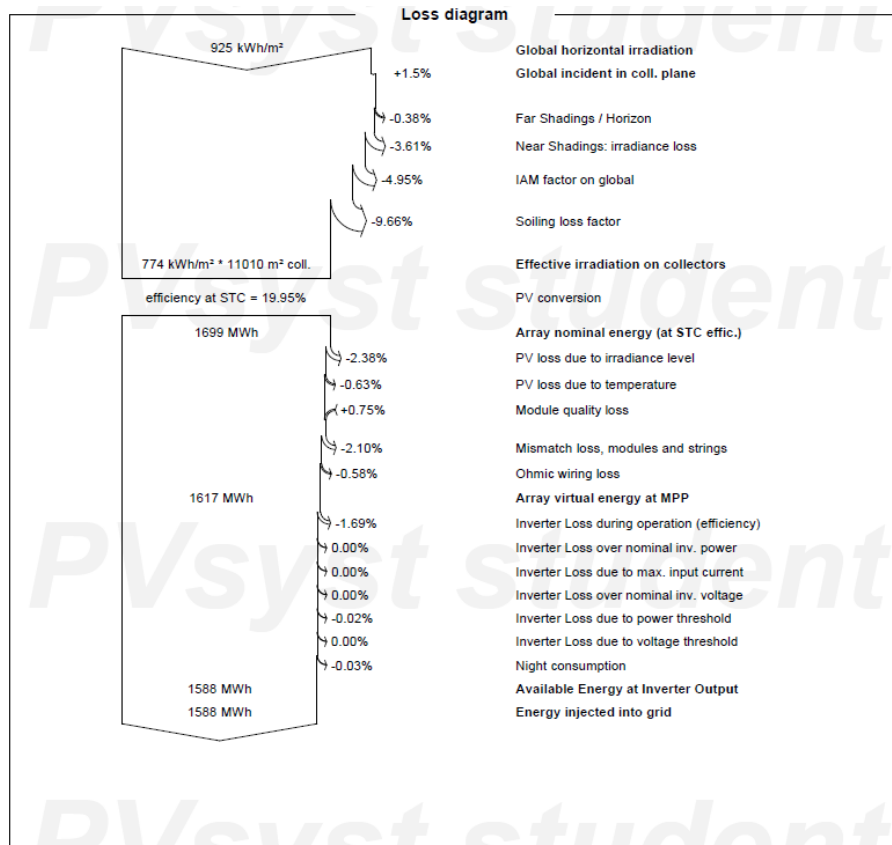 PVsyst student
Loss diagram
925 kWh/m² Global horizontal irradiation
+1.5% Global incident in coll. plane
-0.38% Far Shadings / Horizon
-3.61% Near Shadings: irradiance loss
-4.95% IAM factor on global
-9.66% Soiling loss factor
PVsyst student
774 kWh/m² * 11010 m² coll. Effective irradiation on collectors
efficiency at STC = 19.95% PV conversion
1699 MWh Array nominal energy (at STC effic.)
-2.38% PV loss due to irradiance level
-0.63% PV loss due to temperature
+0.75% Module quality loss
-2.10% Mismatch loss, modules and strings
-0.58% Ohmic wiring loss
1617 MWh Array virtual energy at MPP
-1.69% Inverter Loss during operation (efficiency)
0.00% Inverter Loss over nominal inv. power
PVsyst student
0.00% Inverter Loss due to max. input current
0.00% Inverter Loss over nominal inv. voltage
-0.02% Inverter Loss due to power threshold
0.00% Inverter Loss due to voltage threshold
-0.03% Night consumption
1588 MWh Available Energy at Inverter Output
1588 MWh Energy injected into grid
PVsyst student